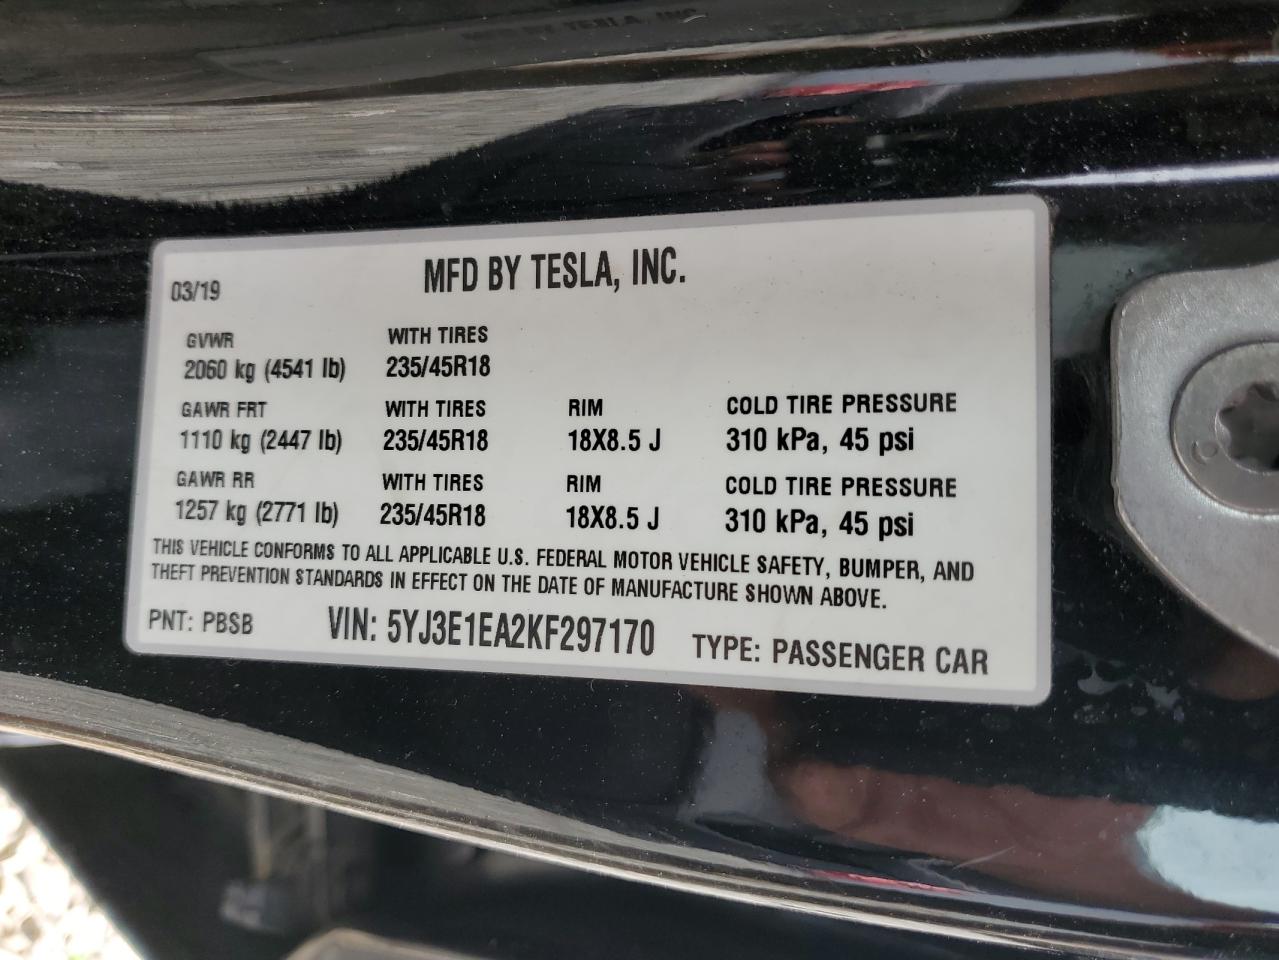 MFD BY TESLA, INC.
03/19
GVWR WITH TIRES
2060 kg (4541 lb) 235/45R18
GAWR FRT WITH TIRES RIM COLD TIRE PRESSURE
1110 kg (2447 lb) 235/45R18 18X8.5 J 310 kPa, 45 psi
GAWR RR WITH TIRES RIM COLD TIRE PRESSURE
1257 kg (2771 lb) 235/45R18 18X8.5 J 310 kPa, 45 psi
THIS VEHICLE CONFORMS TO ALL APPLICABLE U.S. FEDERAL MOTOR VEHICLE SAFETY, BUMPER, AND
THEFT PREVENTION STANDARDS IN EFFECT ON THE DATE OF MANUFACTURE SHOWN ABOVE.
PNT: PBSB VIN: 5YJ3E1EA2KF297170 TYPE: PASSENGER CAR